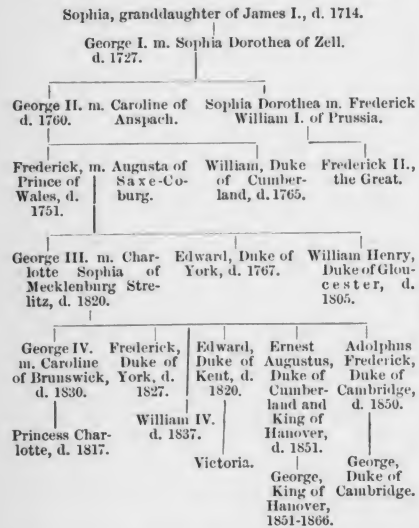 Sophia, granddaughter of James I., d. 1714.
George I. m. Sophia Dorothea of Zell.
d. 1727.
George II. m. Caroline of
d. 1760. Anspach.
Sophia Dorothea m. Frederick
William I. of Prussia.
Frederick, m. Augusta of
Prince of Saxe-Co-
Wales, d. burg.
1751.
William, Duke
of Cumber-
land, d. 1765.
Frederick II.,
the Great.
George III. m. Char-
lotte Sophia of
Mecklenburg Stre-
litz, d. 1820.
Edward, Duke of
York, d. 1767.
William Henry,
Duke of Glou-
cester, d.
1805.
George IV.
m. Caroline
of Brunswick,
d. 1830.
Frederick,
Duke of
York, d.
1827.
Edward,
Duke of
Kent, d.
1820.
Ernest
Augustus,
Duke of
Cumber-
land and
King of
Hanover,
d. 1851.
Adolphus
Frederick,
Duke of
Cambridge,
d. 1850.
William IV.
d. 1837.
Princess Char-
lotte, d. 1817.
Victoria.
George,
King of
Hanover,
1851-1866.
George,
Duke of
Cambridge.